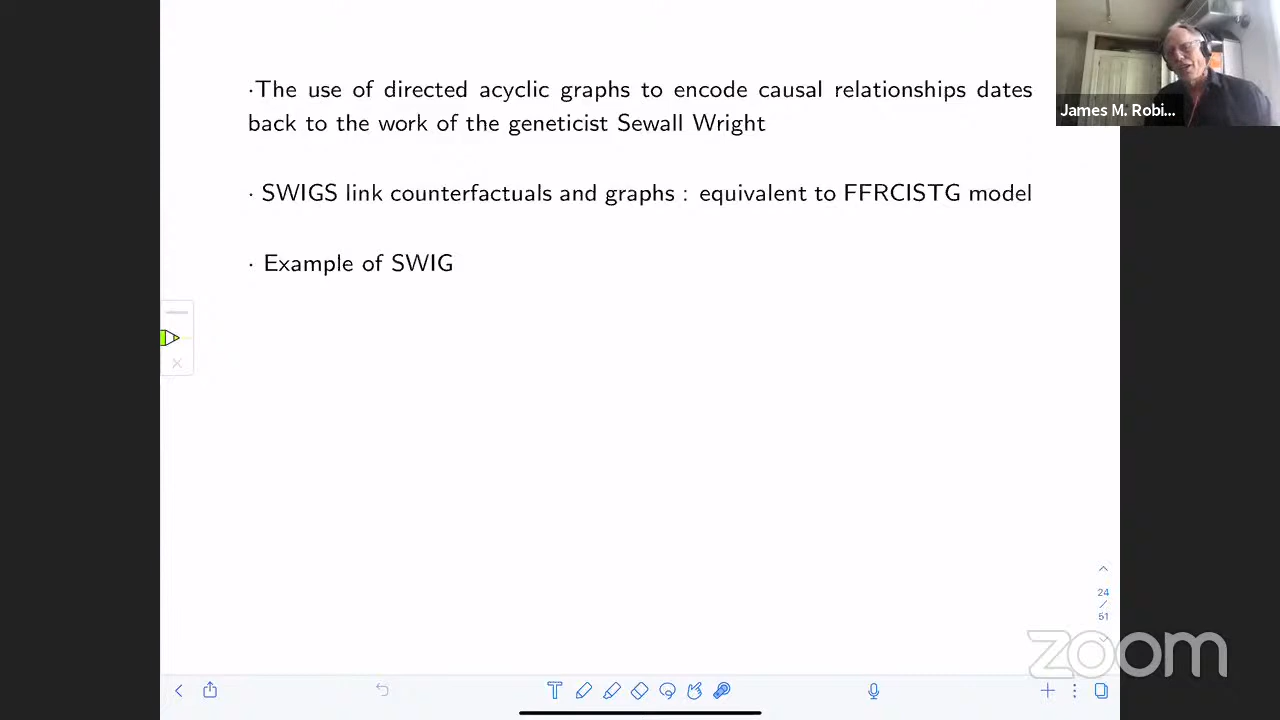 ·The use of directed acyclic graphs to encode causal relationships dates
back to the work of the geneticist Sewall Wright
· SWIGS link counterfactuals and graphs : equivalent to FFRCISTG model
· Example of SWIG
James M. Robi...
24
/
51
zoom